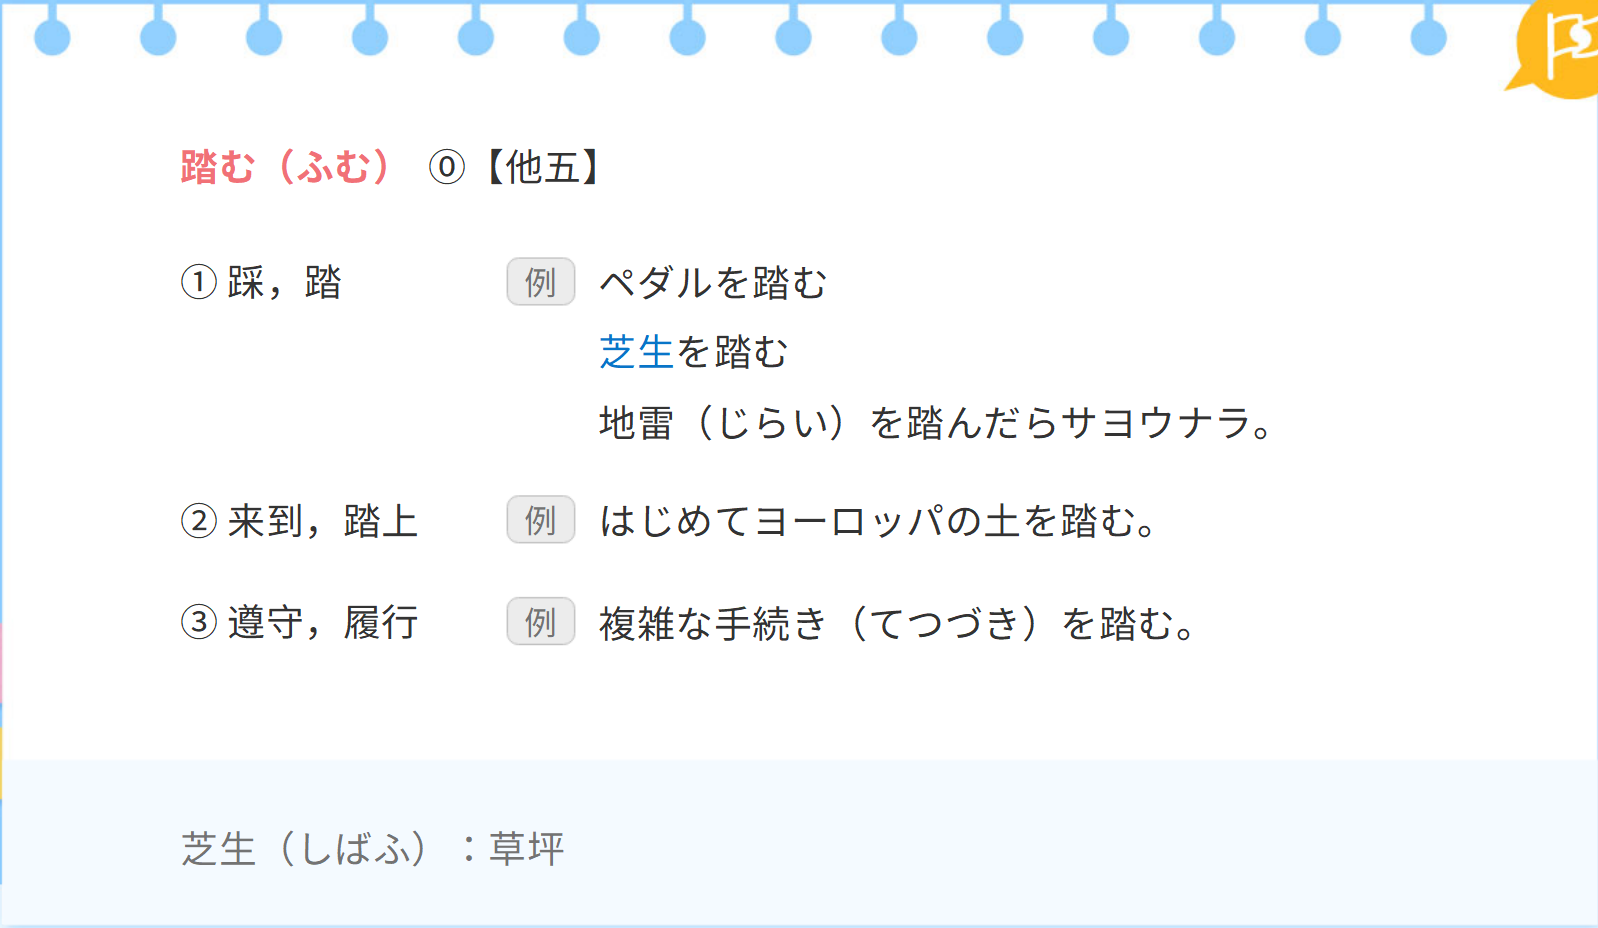 踏む（ふむ） ⓪【他五】
① 踩，踏 例 ペダルを踏む
芝生を踏む
地雷（じらい）を踏んだらサヨウナラ。
② 来到，踏上 例 はじめてヨーロッパの土を踏む。
③ 遵守，履行 例 複雑な手続き（てつづき）を踏む。
芝生（しばふ）：草坪